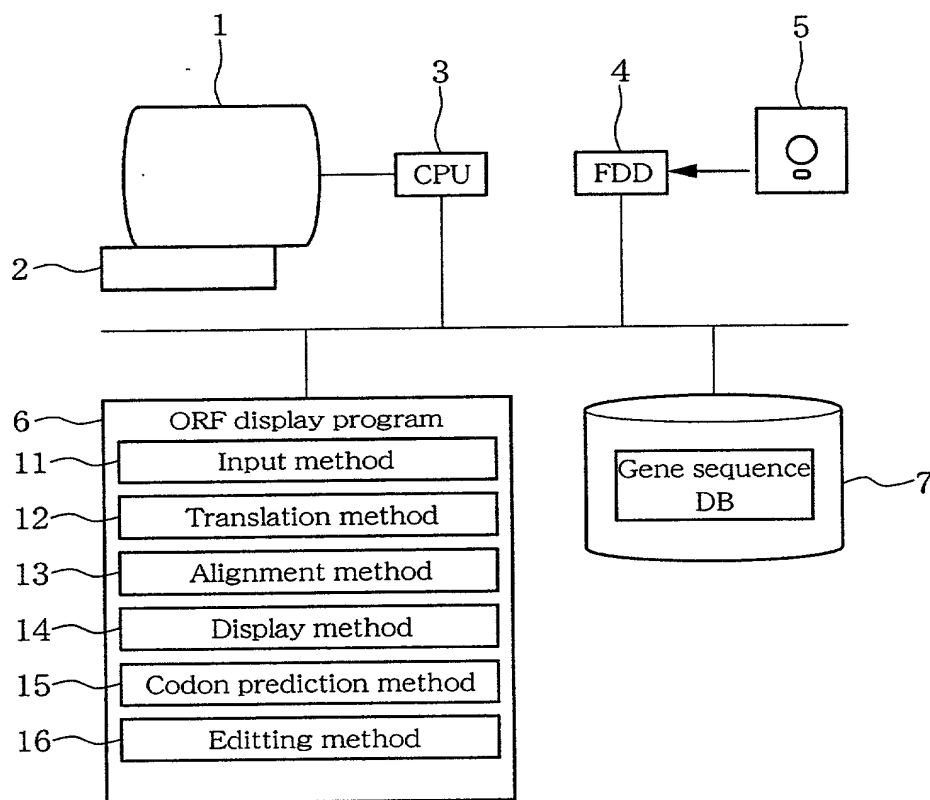 1
3
4
5
CPU
FDD
2
6
ORF display program
11
Input method
12
Translation method
13
Alignment method
14
Display method
15
Codon prediction method
16
Editting method
Gene sequence
DB
7